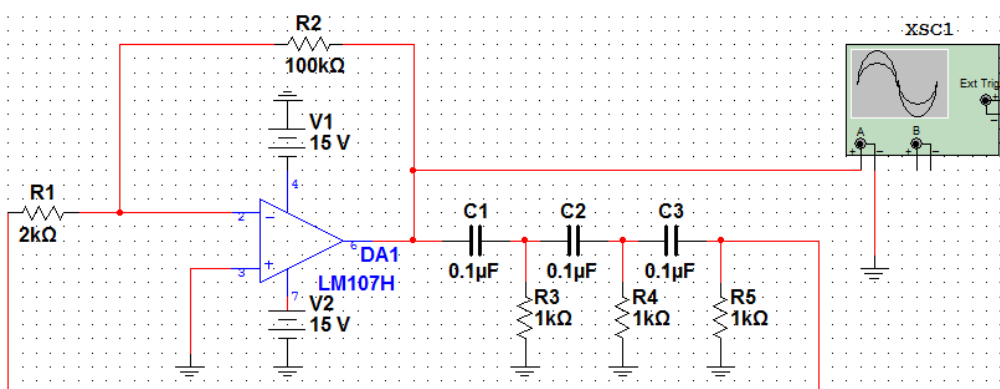 R2
100kΩ
XSC1
Ext Trig
+
−
A
B
+ −
+ −
V1
15 V
4
R1
2kΩ
2
−
+
3
6
DA1
LM107H
7
V2
15 V
C1
0.1µF
C2
0.1µF
C3
0.1µF
R3
1kΩ
R4
1kΩ
R5
1kΩ